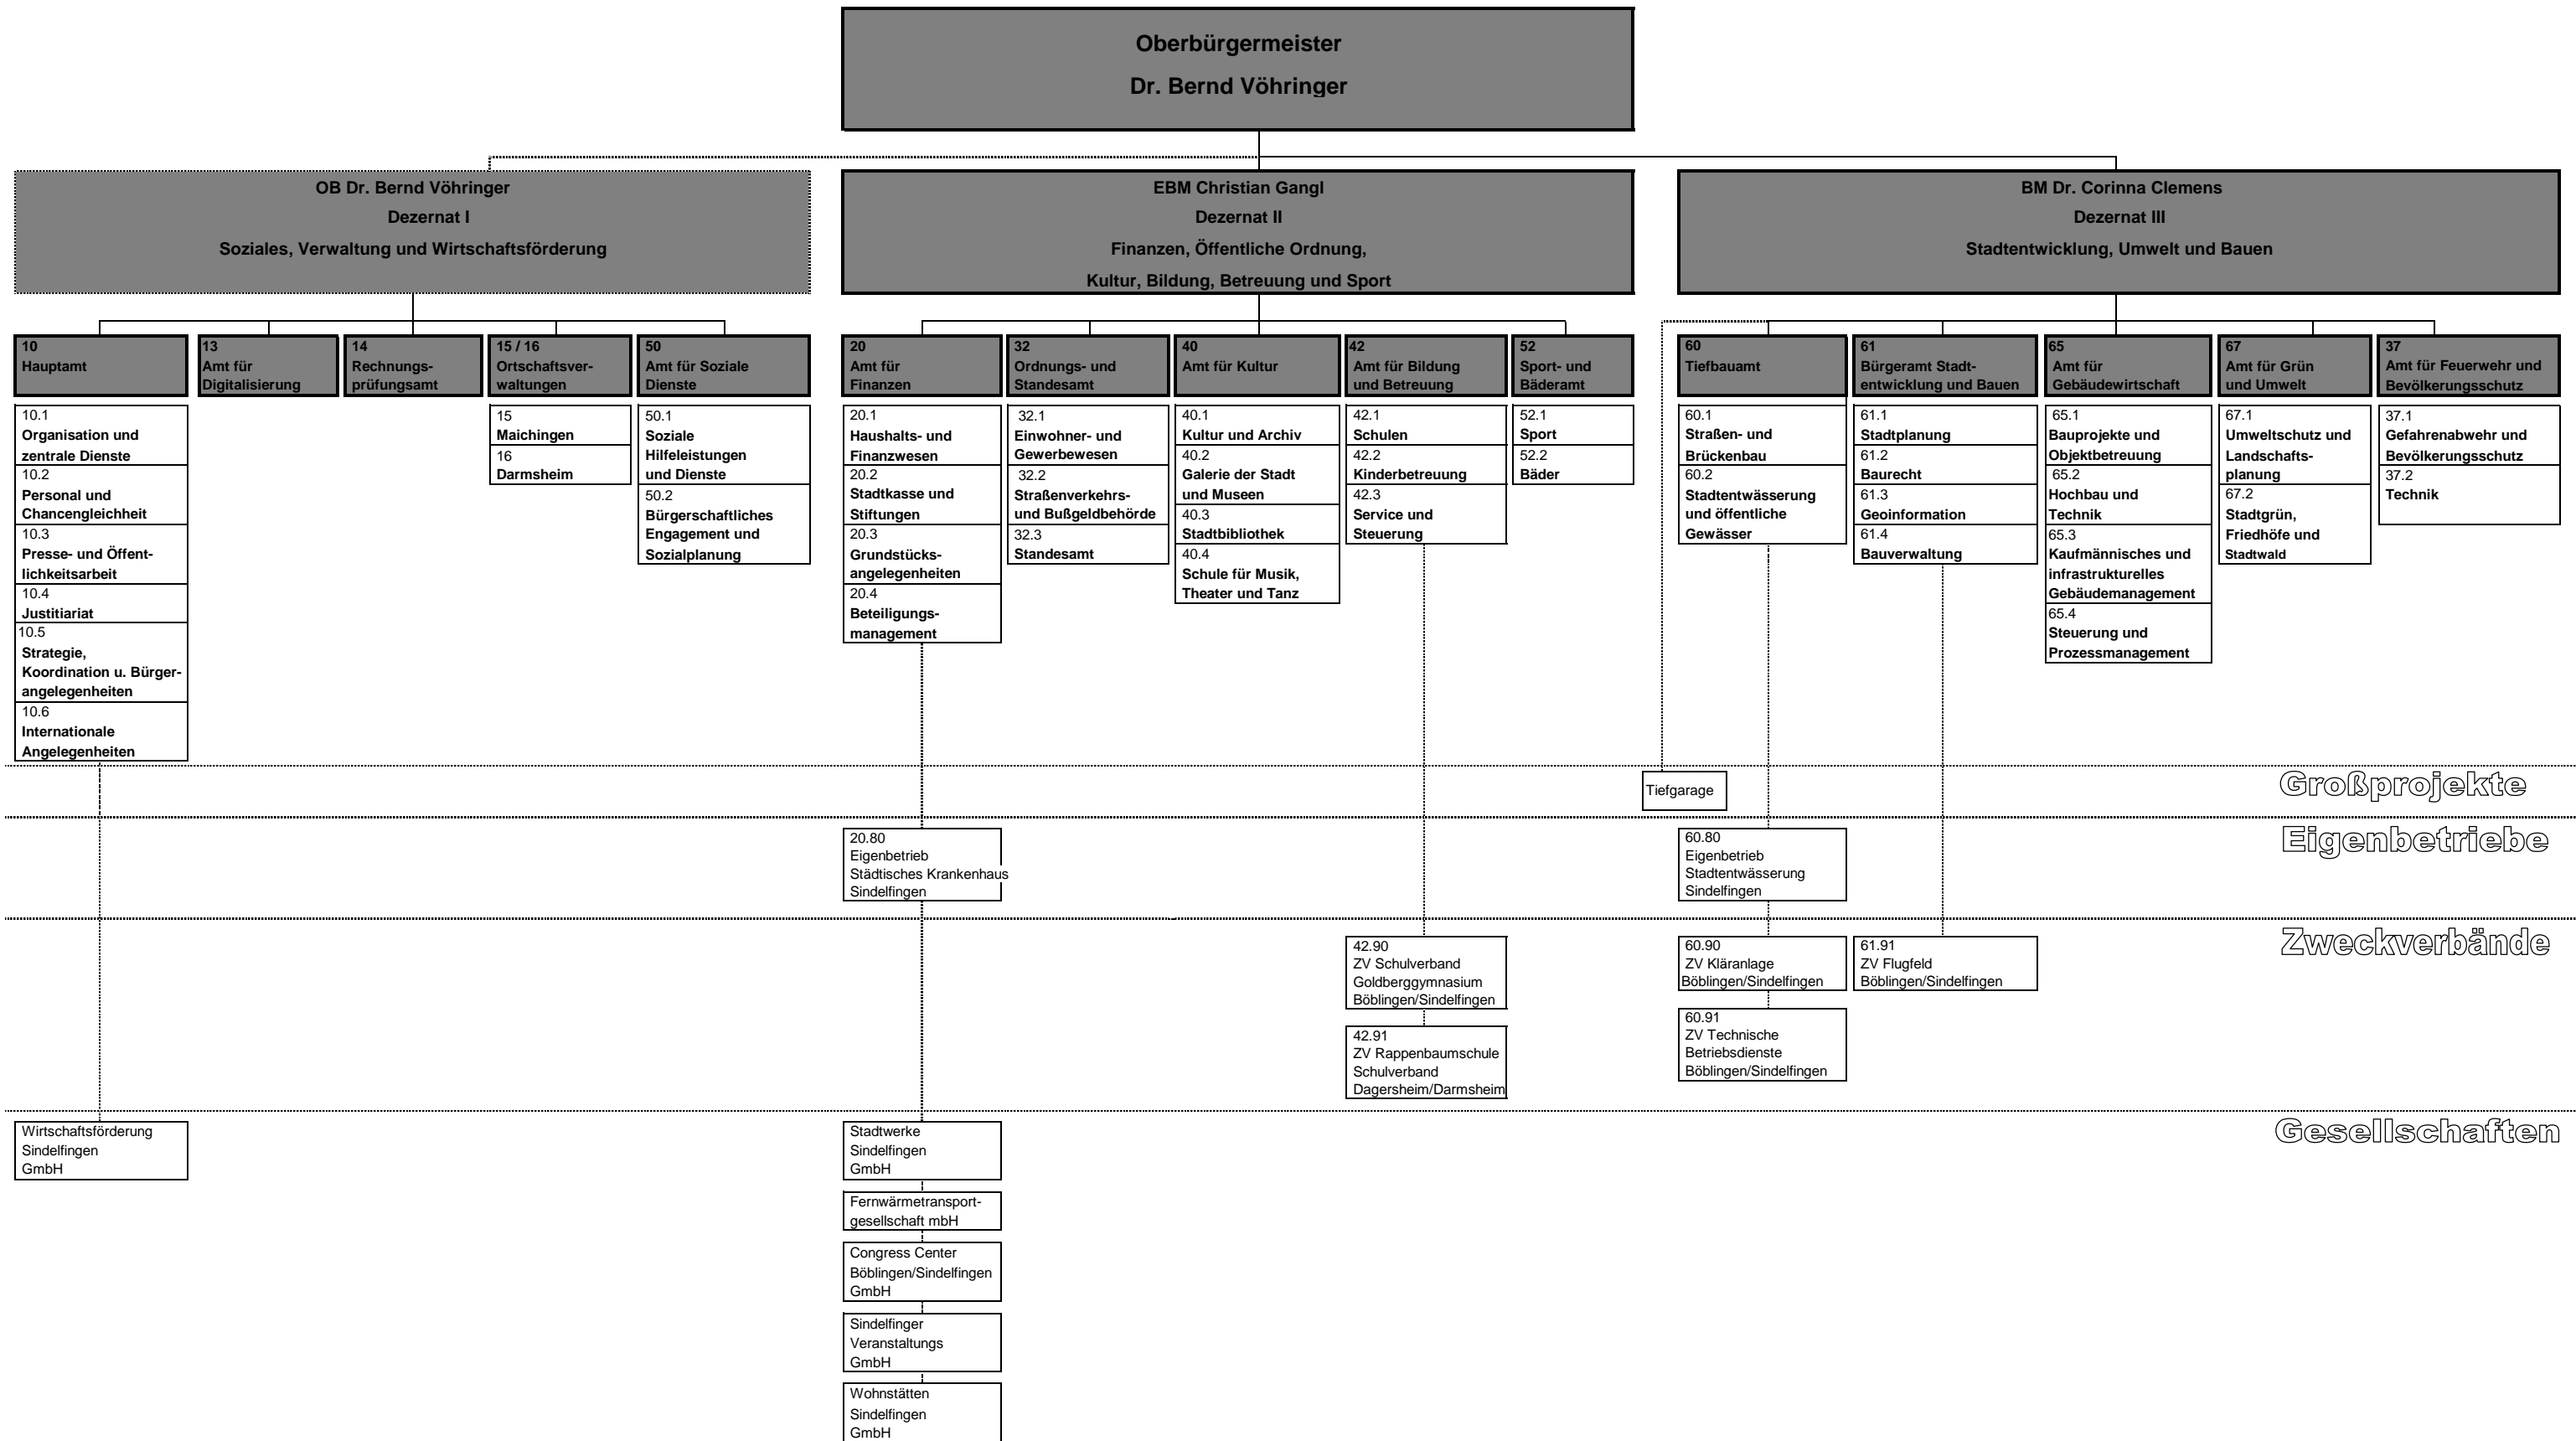 Oberbürgermeister
Dr. Bernd Vöhringer
OB Dr. Bernd Vöhringer
Dezernat I
Soziales, Verwaltung und Wirtschaftsförderung
EBM Christian Gangl
Dezernat II
Finanzen, Öffentliche Ordnung,
Kultur, Bildung, Betreuung und Sport
BM Dr. Corinna Clemens
Dezernat III
Stadtentwicklung, Umwelt und Bauen
10
Hauptamt
13
Amt für
Digitalisierung
14
Rechnungs-
prüfungsamt
15 / 16
Ortschaftsver-
waltungen
50
Amt für Soziale
Dienste
20
Amt für
Finanzen
32
Ordnungs- und
Standesamt
40
Amt für Kultur
42
Amt für Bildung
und Betreuung
52
Sport- und
Bäderamt
60
Tiefbauamt
61
Bürgeramt Stadt-
entwicklung und Bauen
65
Amt für
Gebäudewirtschaft
67
Amt für Grün
und Umwelt
37
Amt für Feuerwehr und
Bevölkerungsschutz
10.1
Organisation und
zentrale Dienste
10.2
Personal und
Chancengleichheit
10.3
Presse- und Öffent-
lichkeitsarbeit
10.4
Justitiariat
10.5
Strategie,
Koordination u. Bürger-
angelegenheiten
10.6
Internationale
Angelegenheiten
15
Maichingen
16
Darmsheim
50.1
Soziale
Hilfeleistungen
und Dienste
50.2
Bürgerschaftliches
Engagement und
Sozialplanung
20.1
Haushalts- und
Finanzwesen
20.2
Stadtkasse und
Stiftungen
20.3
Grundstücks-
angelegenheiten
20.4
Beteiligungs-
management
32.1
Einwohner- und
Gewerbewesen
32.2
Straßenverkehrs-
und Bußgeldbehörde
32.3
Standesamt
40.1
Kultur und Archiv
40.2
Galerie der Stadt
und Museen
40.3
Stadtbibliothek
40.4
Schule für Musik,
Theater und Tanz
42.1
Schulen
42.2
Kinderbetreuung
42.3
Service und
Steuerung
52.1
Sport
52.2
Bäder
60.1
Straßen- und
Brückenbau
60.2
Stadtentwässerung
und öffentliche
Gewässer
61.1
Stadtplanung
61.2
Baurecht
61.3
Geoinformation
61.4
Bauverwaltung
65.1
Bauprojekte und
Objektbetreuung
65.2
Hochbau und
Technik
65.3
Kaufmännisches und
infrastrukturelles
Gebäudemanagement
65.4
Steuerung und
Prozessmanagement
67.1
Umweltschutz und
Landschafts-
planung
67.2
Stadtgrün,
Friedhöfe und
Stadtwald
37.1
Gefahrenabwehr und
Bevölkerungsschutz
37.2
Technik
Tiefgarage
Großprojekte
20.80
Eigenbetrieb
Städtisches Krankenhaus
Sindelfingen
60.80
Eigenbetrieb
Stadtentwässerung
Sindelfingen
Eigenbetriebe
42.90
ZV Schulverband
Goldberggymnasium
Böblingen/Sindelfingen
42.91
ZV Rappenbaumschule
Schulverband
Dagersheim/Darmsheim
60.90
ZV Kläranlage
Böblingen/Sindelfingen
60.91
ZV Technische
Betriebsdienste
Böblingen/Sindelfingen
61.91
ZV Flugfeld
Böblingen/Sindelfingen
Zweckverbände
Wirtschaftsförderung
Sindelfingen
GmbH
Stadtwerke
Sindelfingen
GmbH
Fernwärmetransport-
gesellschaft mbH
Congress Center
Böblingen/Sindelfingen
GmbH
Sindelfinger
Veranstaltungs
GmbH
Wohnstätten
Sindelfingen
GmbH
Gesellschaften